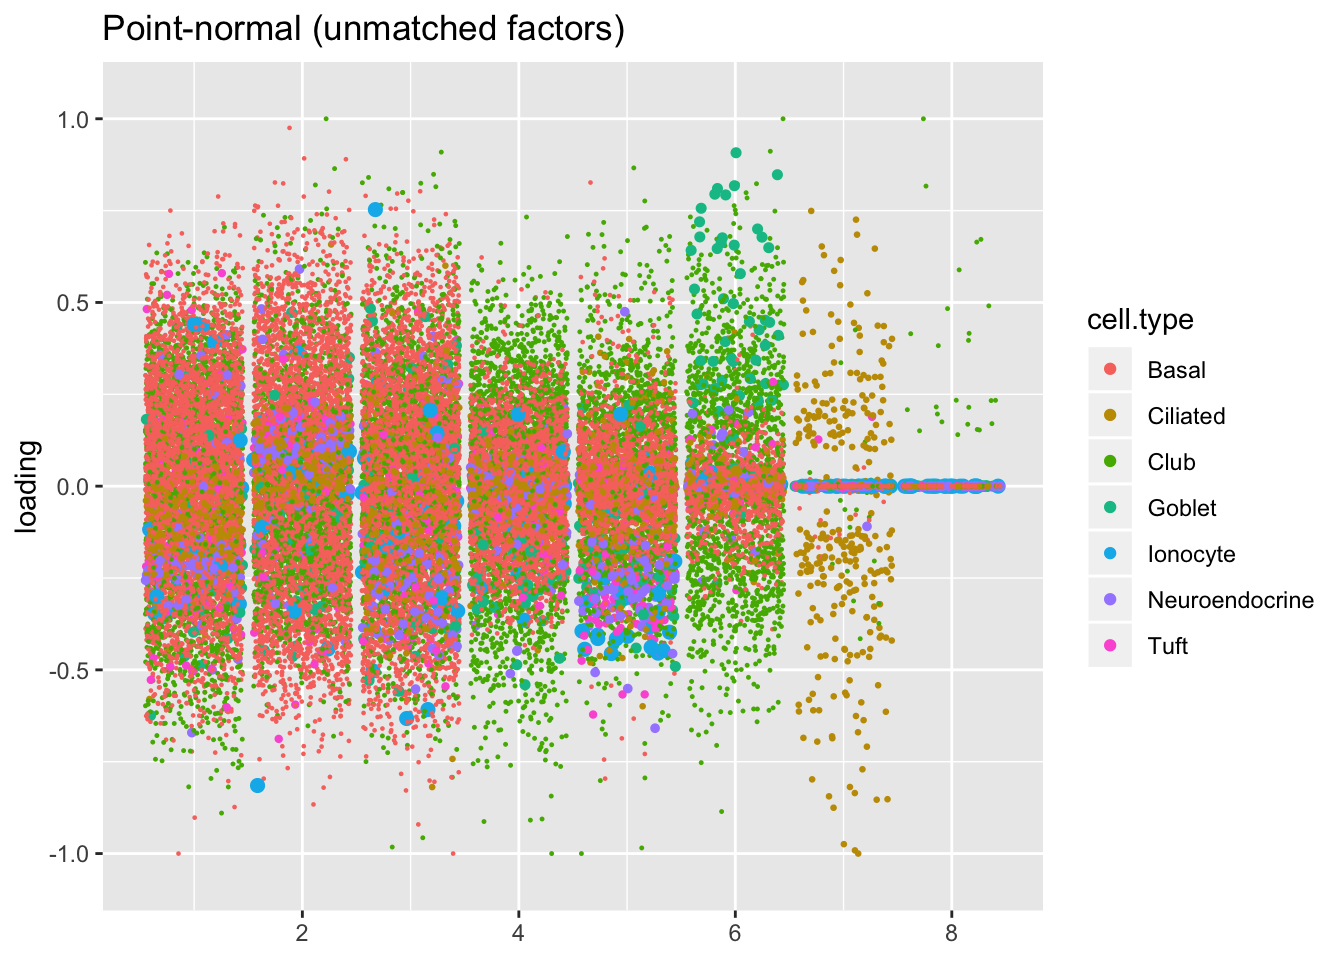 Point-normal (unmatched factors)
loading
1.0
0.5
0.0
-0.5
-1.0
2
4
6
8
cell.type
Basal
Ciliated
Club
Goblet
Ionocyte
Neuroendocrine
Tuft